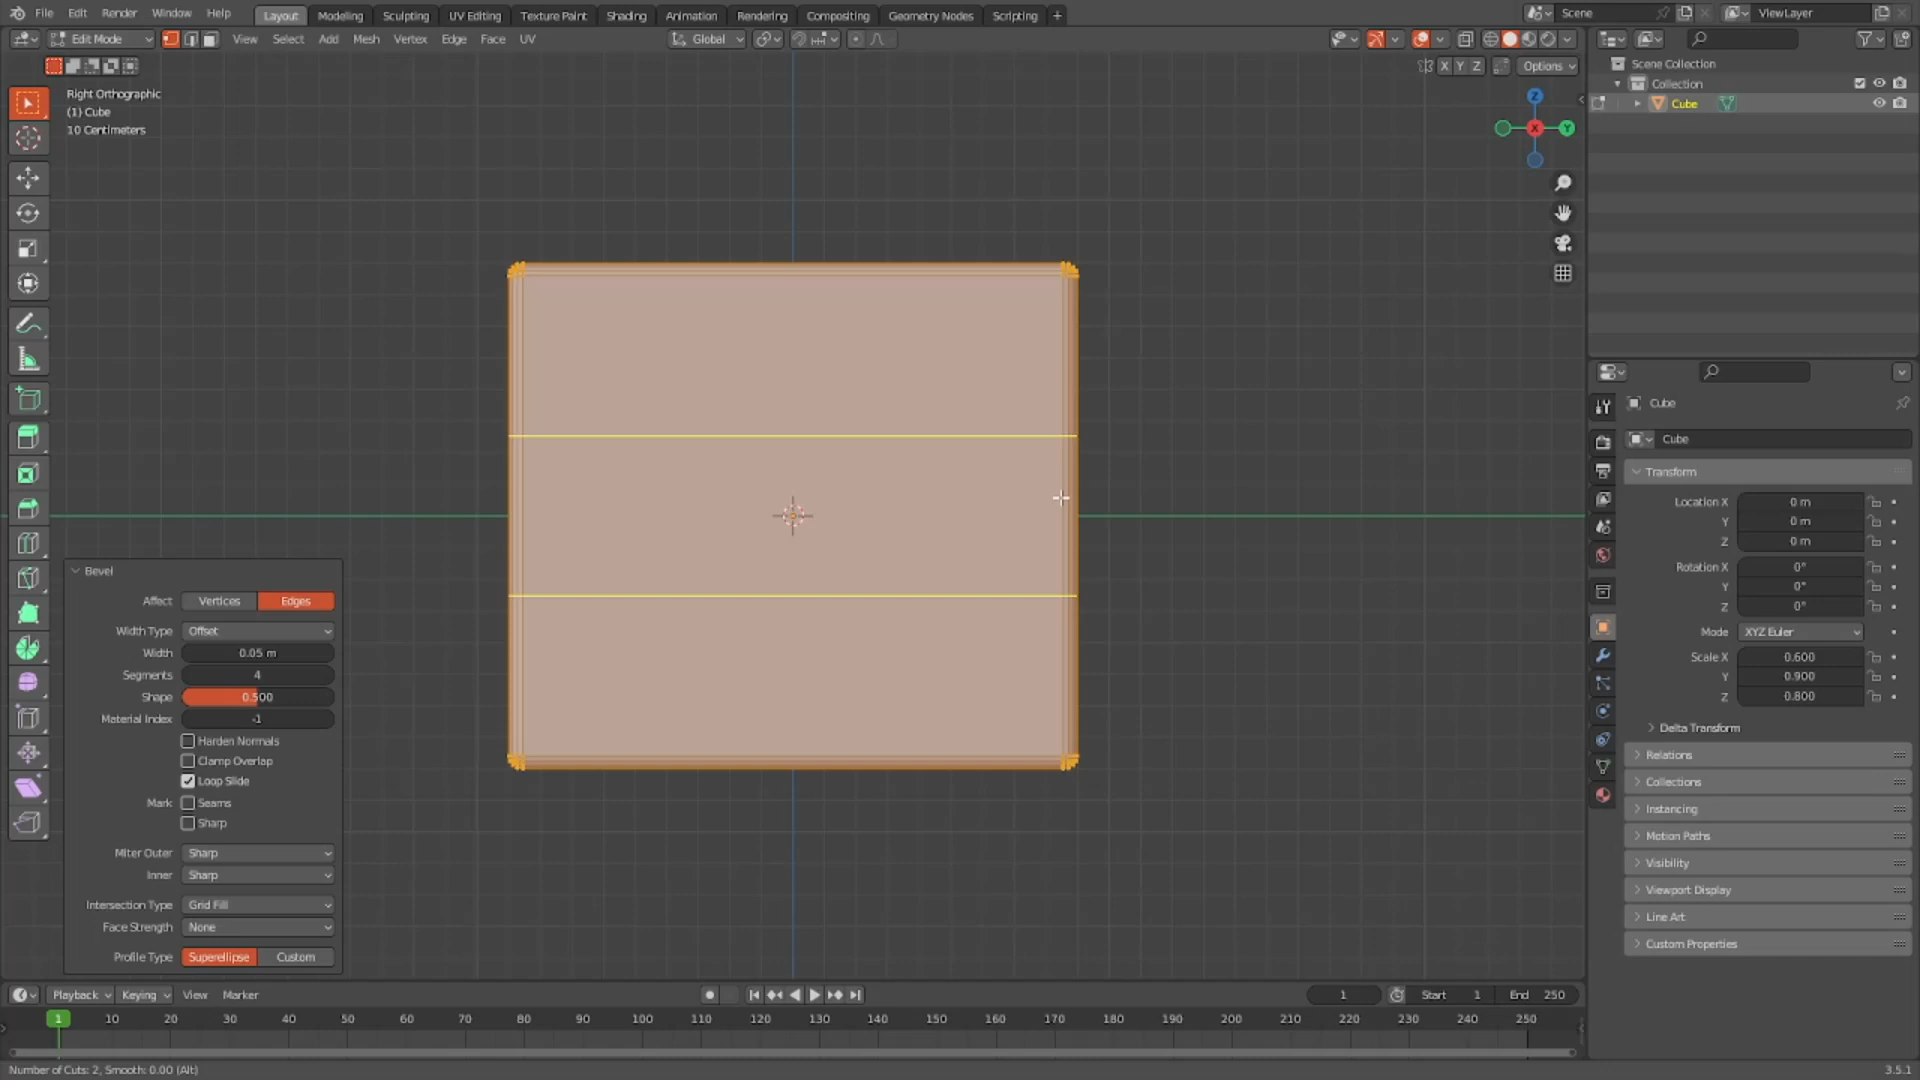 File Edit Render Window Help Layout Modeling Sculpting UV Editing Texture Paint Shading Animation Rendering Compositing Geometry Nodes Scripting + Scene ViewLayer
Edit Mode View Select Add Mesh Vertex Edge Face UV Global
X Y Z Options
Right Orthographic
(1) Cube
10 Centimeters
Z
X
Y
Scene Collection
Collection
Cube
Cube
Cube
Transform
Location X 0 m
Y 0 m
Z 0 m
Rotation X 0°
Y 0°
Z 0°
Mode XYZ Euler
Scale X 0.600
Y 0.900
Z 0.800
Delta Transform
Relations
Collections
Instancing
Motion Paths
Visibility
Viewport Display
Line Art
Custom Properties
Bevel
Affect Vertices Edges
Width Type Offset
Width 0.05 m
Segments 4
Shape 0.500
Material Index -1
Harden Normals
Clamp Overlap
Loop Slide
Mark Seams
Sharp
Miter Outer Sharp
Inner Sharp
Intersection Type Grid Fill
Face Strength None
Profile Type Superellipse Custom
Playback Keying View Marker 1 Start 1 End 250
1 10 20 30 40 50 60 70 80 90 100 110 120 130 140 150 160 170 180 190 200 210 220 230 240 250
Number of Cuts: 2, Smooth: 0.00 (Alt) 3.5.1